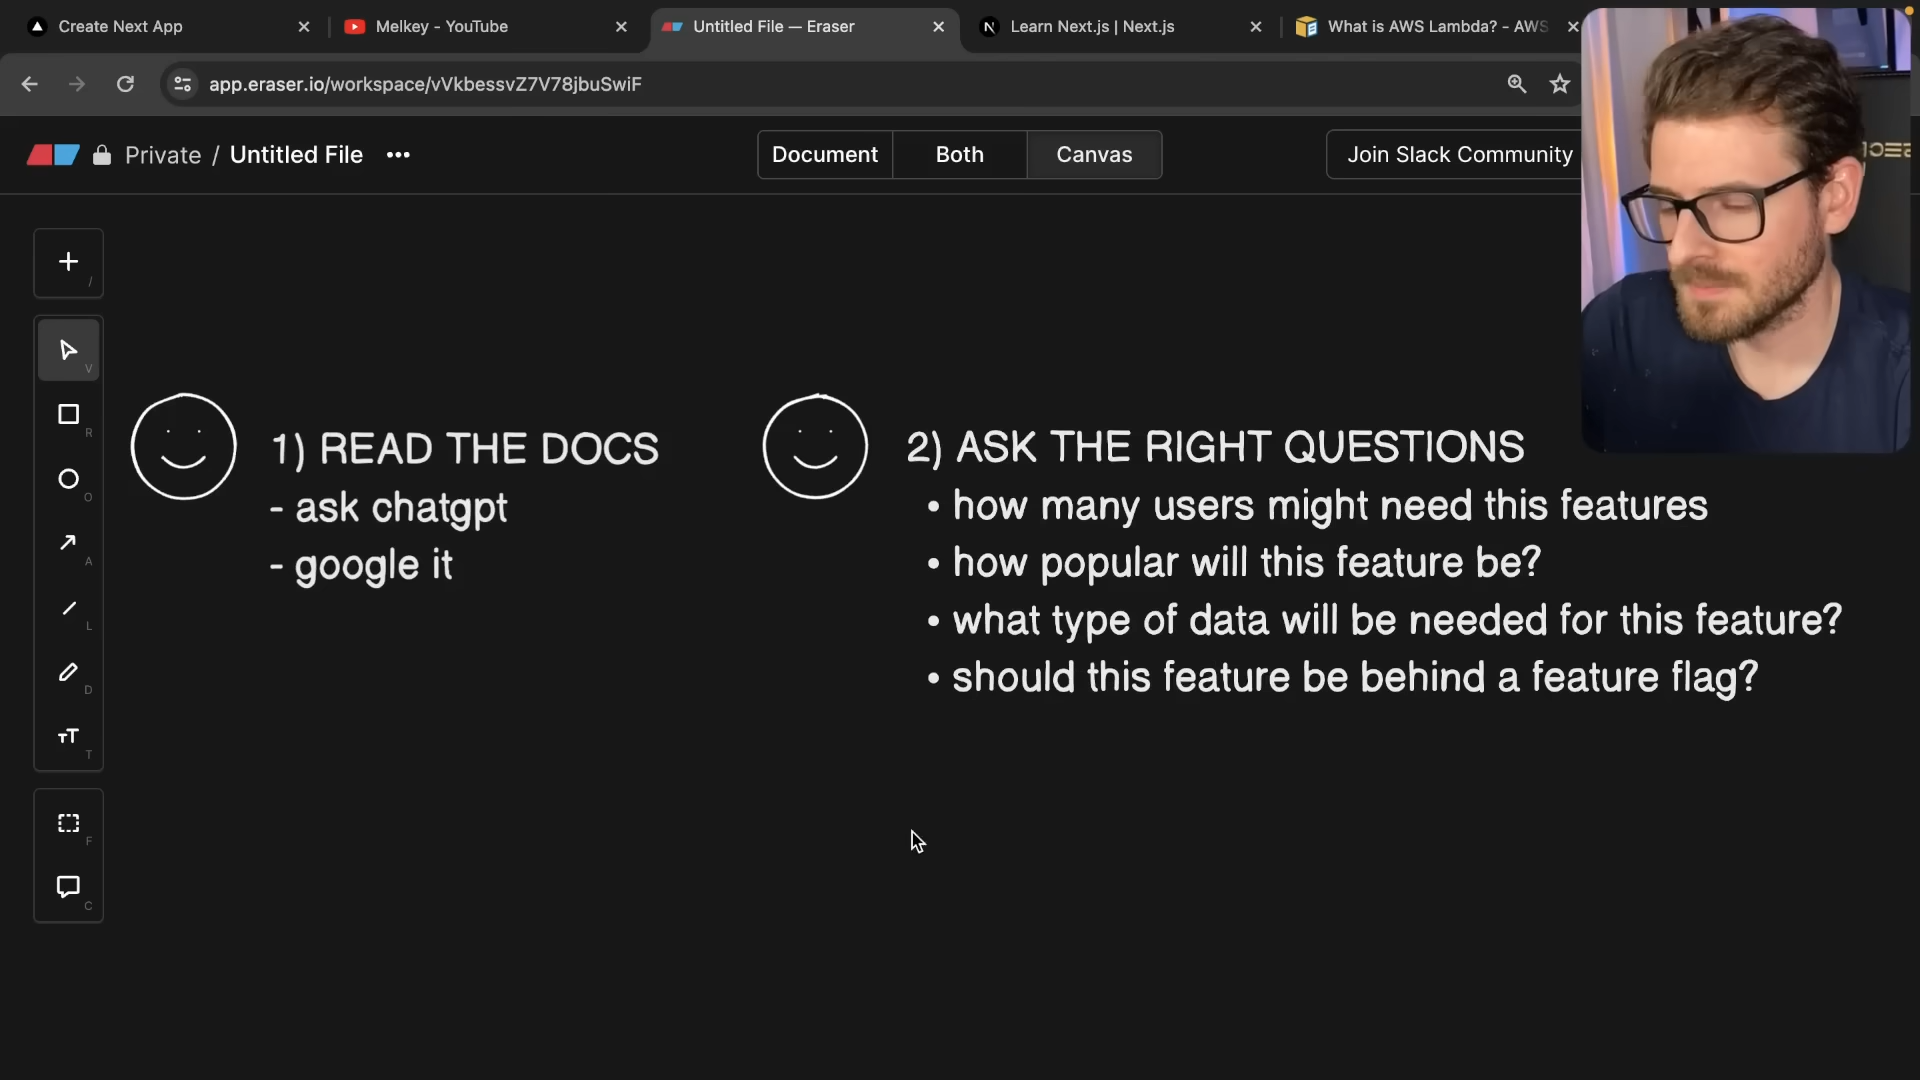 Create Next App
Melkey - YouTube
Untitled File — Eraser
Learn Next.js | Next.js
What is AWS Lambda? - AWS
app.eraser.io/workspace/vVkbessvZ7V78jbuSwiF
Private / Untitled File
Document
Both
Canvas
Join Slack Community
/
V
R
O
A
L
D
T
F
C
1) READ THE DOCS
- ask chatgpt
- google it
2) ASK THE RIGHT QUESTIONS
• how many users might need this features
• how popular will this feature be?
• what type of data will be needed for this feature?
• should this feature be behind a feature flag?